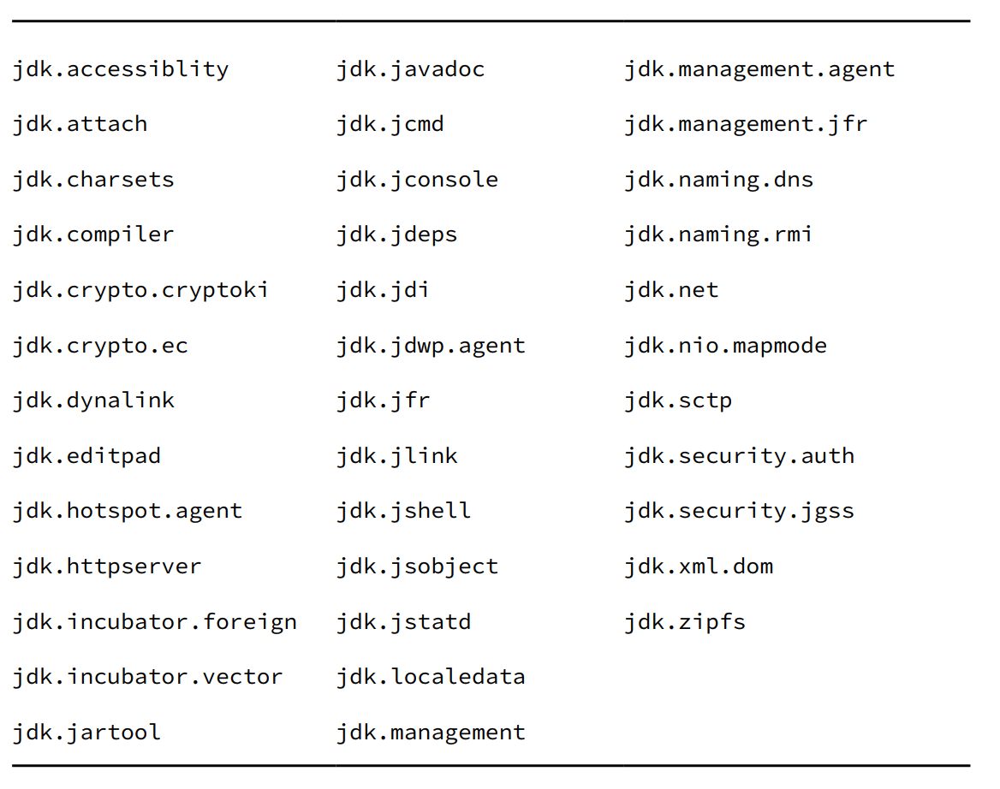 jdk.accessiblity jdk.javadoc jdk.management.agent
jdk.attach jdk.jcmd jdk.management.jfr
jdk.charsets jdk.jconsole jdk.naming.dns
jdk.compiler jdk.jdeps jdk.naming.rmi
jdk.crypto.cryptoki jdk.jdi jdk.net
jdk.crypto.ec jdk.jdwp.agent jdk.nio.mapmode
jdk.dynalink jdk.jfr jdk.sctp
jdk.editpad jdk.jlink jdk.security.auth
jdk.hotspot.agent jdk.jshell jdk.security.jgss
jdk.httpserver jdk.jsobject jdk.xml.dom
jdk.incubator.foreign jdk.jstatd jdk.zipfs
jdk.incubator.vector jdk.localedata
jdk.jartool jdk.management